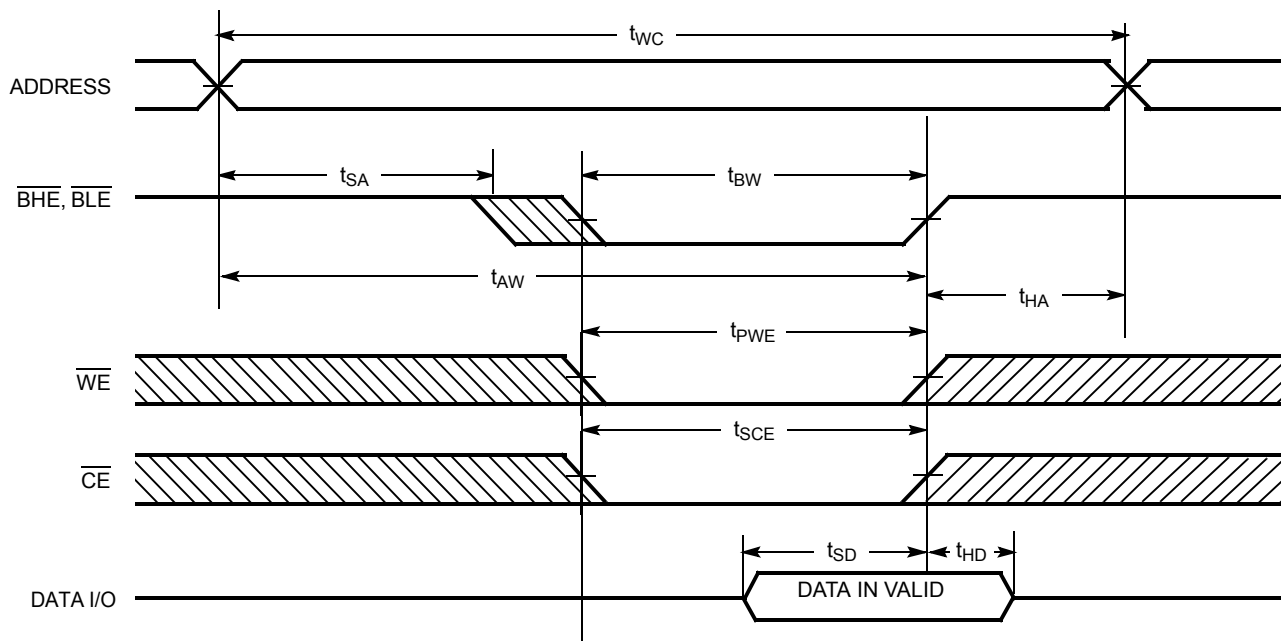 tWC
ADDRESS
tSA
tBW
BHE, BLE
tAW
tHA
tPWE
WE
tSCE
CE
tSD
tHD
DATA I/O
DATA IN VALID